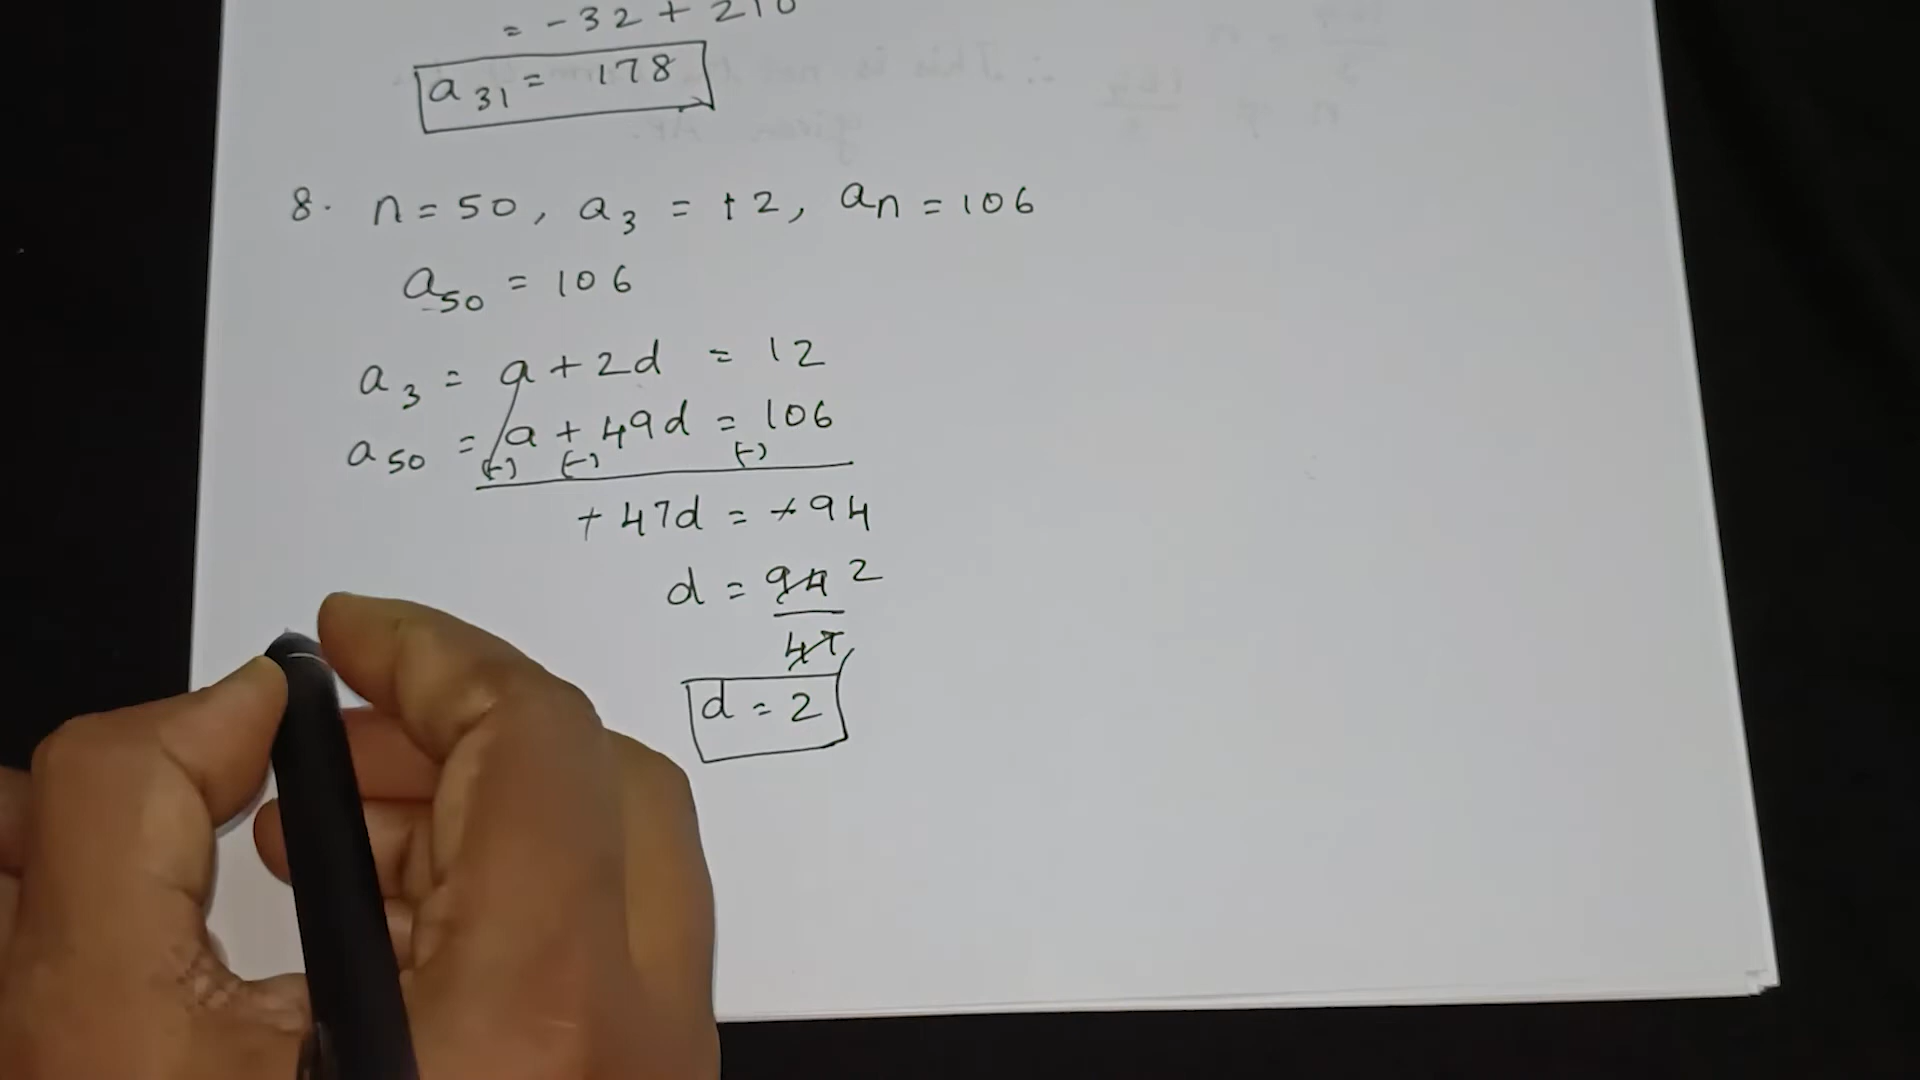 = -32 + 210
a31 = 178
8. n = 50, a3 = 12, an = 106
a50 = 106
a3 = a + 2d = 12
a50 = a + 49d = 106
(-) (-) (-)
+ 47d = +94
d = 94 2
47
d = 2